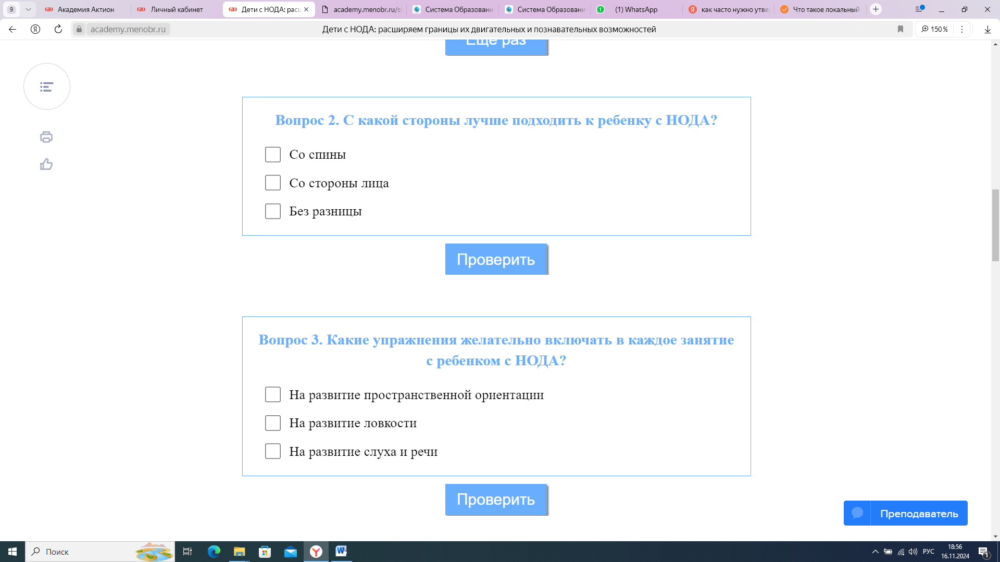 9
Академия Актион
Личный кабинет
Дети с НОДА: рас
academy.menobr.ru/s
Система Образовани
Система Образовани
(1) WhatsApp
как часто нужно утве
Что такое локальный
academy.menobr.ru
Дети с НОДА: расширяем границы их двигательных и познавательных возможностей
150 %
Еще раз
Вопрос 2. С какой стороны лучше подходить к ребенку с НОДА?
Со спины
Со стороны лица
Без разницы
Проверить
Вопрос 3. Какие упражнения желательно включать в каждое занятие
с ребенком с НОДА?
На развитие пространственной ориентации
На развитие ловкости
На развитие слуха и речи
Проверить
Преподаватель
Поиск
РУС
18:56
16.11.2024
1